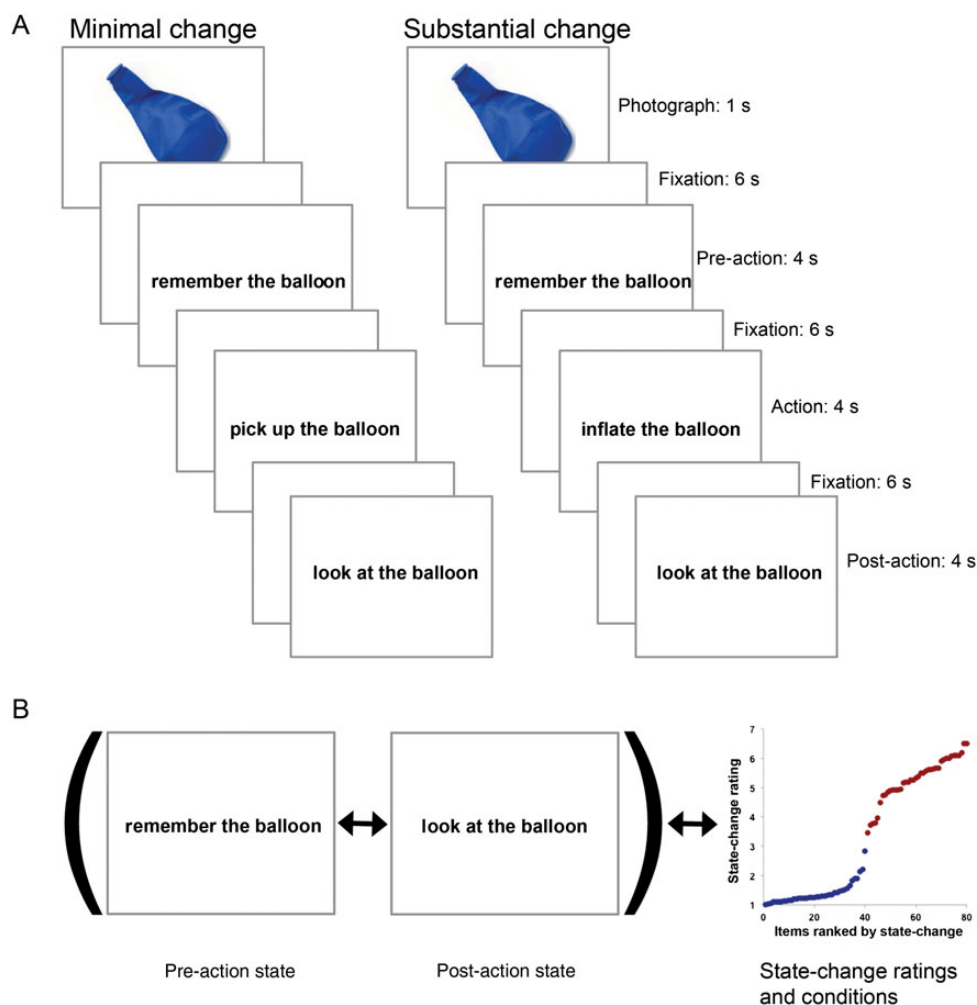 A
Minimal change
Substantial change
Photograph: 1 s
Fixation: 6 s
remember the balloon
remember the balloon
Pre-action: 4 s
Fixation: 6 s
pick up the balloon
inflate the balloon
Action: 4 s
Fixation: 6 s
look at the balloon
look at the balloon
Post-action: 4 s
B
remember the balloon
look at the balloon
Pre-action state
Post-action state
State-change rating
7
6
5
4
3
2
1
0
20
40
60
80
Items ranked by state-change
State-change ratings
and conditions